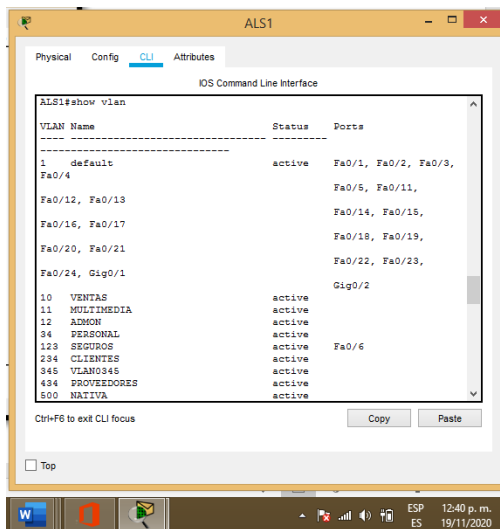 ALS1
Physical Config CLI Attributes
IOS Command Line Interface
ALS1#show vlan
VLAN Name Status Ports
---- -------------------------------- --------- -------------------------------
1 default active Fa0/1, Fa0/2, Fa0/3,
Fa0/4
Fa0/5, Fa0/11,
Fa0/12, Fa0/13
Fa0/14, Fa0/15,
Fa0/16, Fa0/17
Fa0/18, Fa0/19,
Fa0/20, Fa0/21
Fa0/22, Fa0/23,
Fa0/24, Gig0/1
Gig0/2
10 VENTAS active
11 MULTIMEDIA active
12 ADMON active
34 PERSONAL active
123 SEGUROS active Fa0/6
234 CLIENTES active
345 VLAN0345 active
434 PROVEEDORES active
500 NATIVA active
Ctrl+F6 to exit CLI focus
Copy Paste
Top
ESP 12:40 p. m.
ES 19/11/2020